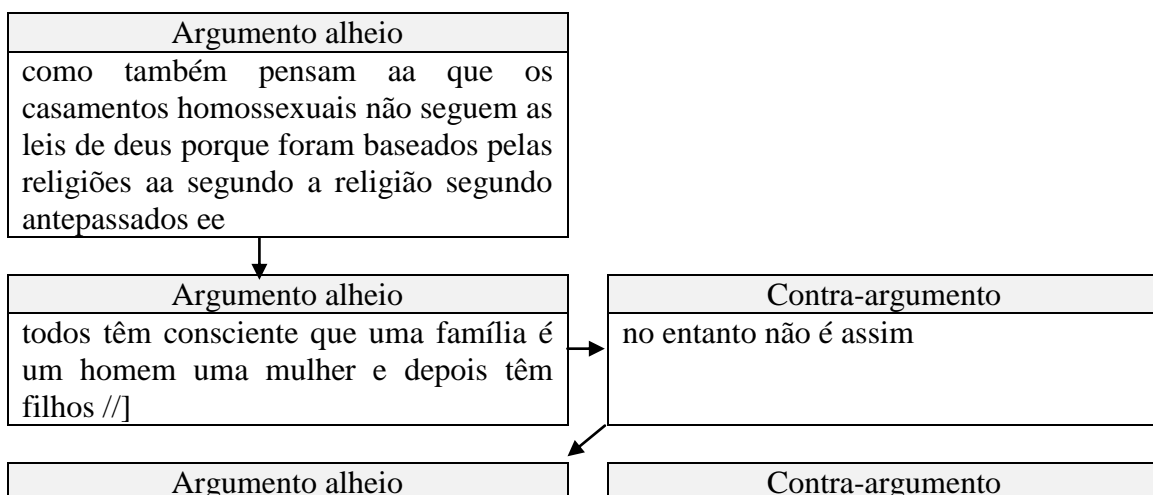 Argumento alheio
como também pensam aa que os
casamentos homossexuais não seguem as
leis de deus porque foram baseados pelas
religiões aa segundo a religião segundo
antepassados ee
Argumento alheio
todos têm consciente que uma família é
um homem uma mulher e depois têm
filhos //]
Contra-argumento
no entanto não é assim
Argumento alheio
Contra-argumento